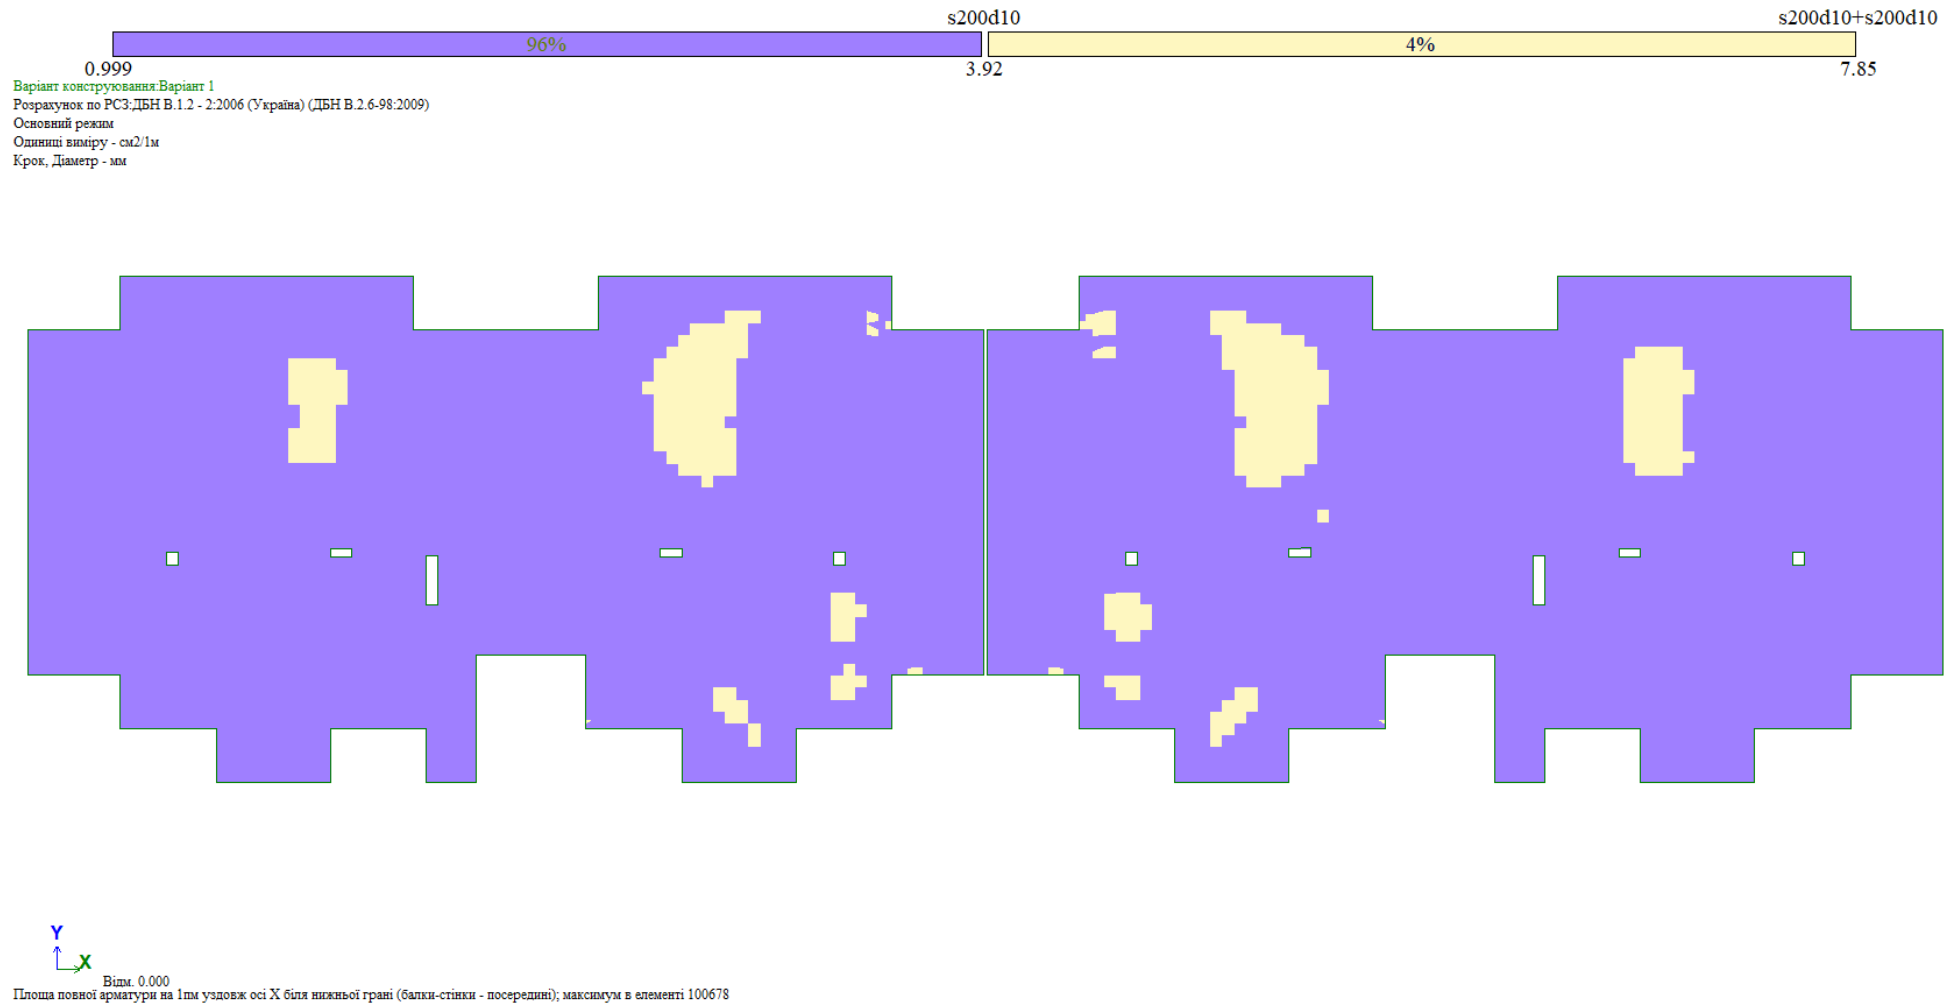 s200d10 s200d10+s200d10
96% 4%
0.999 3.92 7.85
Варіант конструювання:Варіант 1
Розрахунок по РСЗ:ДБН В.1.2 - 2:2006 (Україна) (ДБН В.2.6-98:2009)
Основний режим
Одиниці виміру - см2/1м
Крок, Діаметр - мм
Y
X
Відм. 0.000
Площа повної арматури на 1пм уздовж осі X біля нижньої грані (балки-стінки - посередині); максимум в елементі 100678